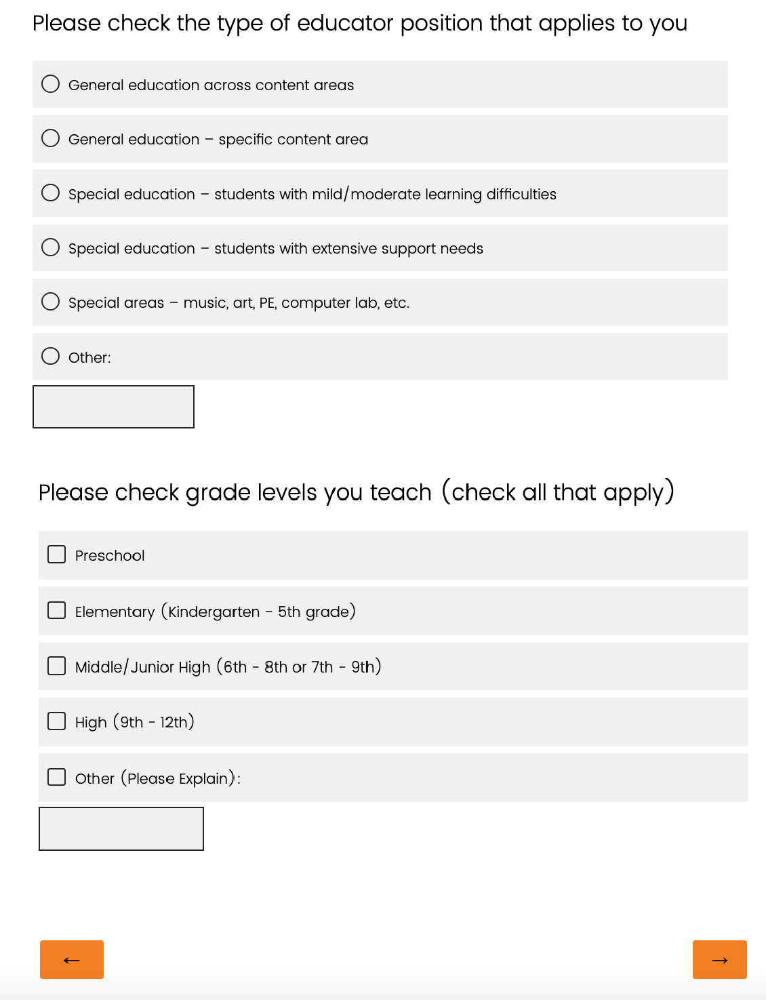 Please check the type of educator position that applies to you
General education across content areas
General education – specific content area
Special education – students with mild/moderate learning difficulties
Special education – students with extensive support needs
Special areas – music, art, PE, computer lab, etc.
Other:
Please check grade levels you teach (check all that apply)
Preschool
Elementary (Kindergarten - 5th grade)
Middle/Junior High (6th - 8th or 7th - 9th)
High (9th - 12th)
Other (Please Explain):
← →